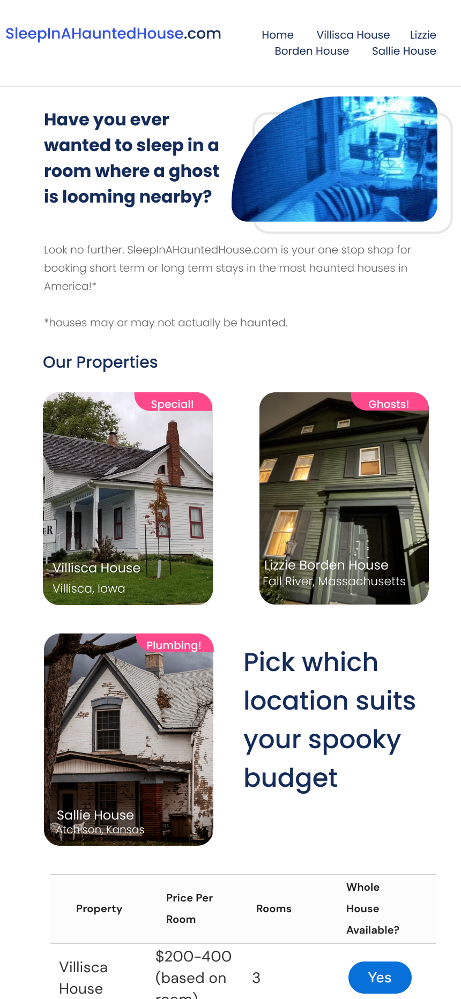 SleepInAHauntedHouse.com
Home Villisca House Lizzie
Borden House Sallie House
Have you ever
wanted to sleep in a
room where a ghost
is looming nearby?
Look no further. SleepInAHauntedHouse.com is your one stop shop for
booking short term or long term stays in the most haunted houses in
America!*
*houses may or may not actually be haunted.
Our Properties
Special!
ER
Villisca House
Villisca, Iowa
Ghosts!
Lizzie Borden House
Fall River, Massachusetts
Plumbing!
Sallie House
Atchison, Kansas
Pick which
location suits
your spooky
budget
Property
Price Per
Room
Rooms
Whole
House
Available?
Villisca
House
$200-400
(based on
room)
3
Yes